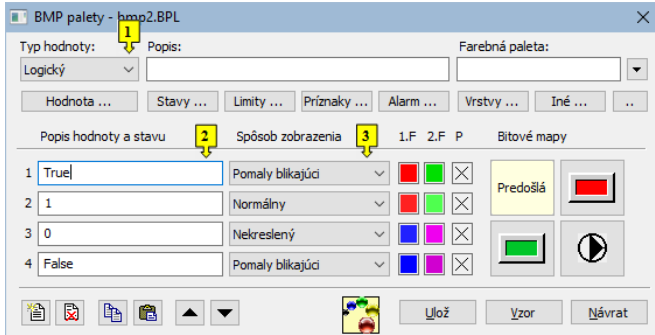 BMP palety - bmp2.BPL
1
Typ hodnoty: Popis: Farebná paleta:
Logický
Hodnota ... Stavy ... Limity ... Príznaky ... Alarm ... Vrstvy ... Iné ... ..
Popis hodnoty a stavu 2 Spôsob zobrazenia 3 1.F 2.F P Bitové mapy
1 True Pomaly blikajúci
Predošlá
2 1 Normálny
3 0 Nekreslený
4 False Pomaly blikajúci
Ulož Vzor Návrat